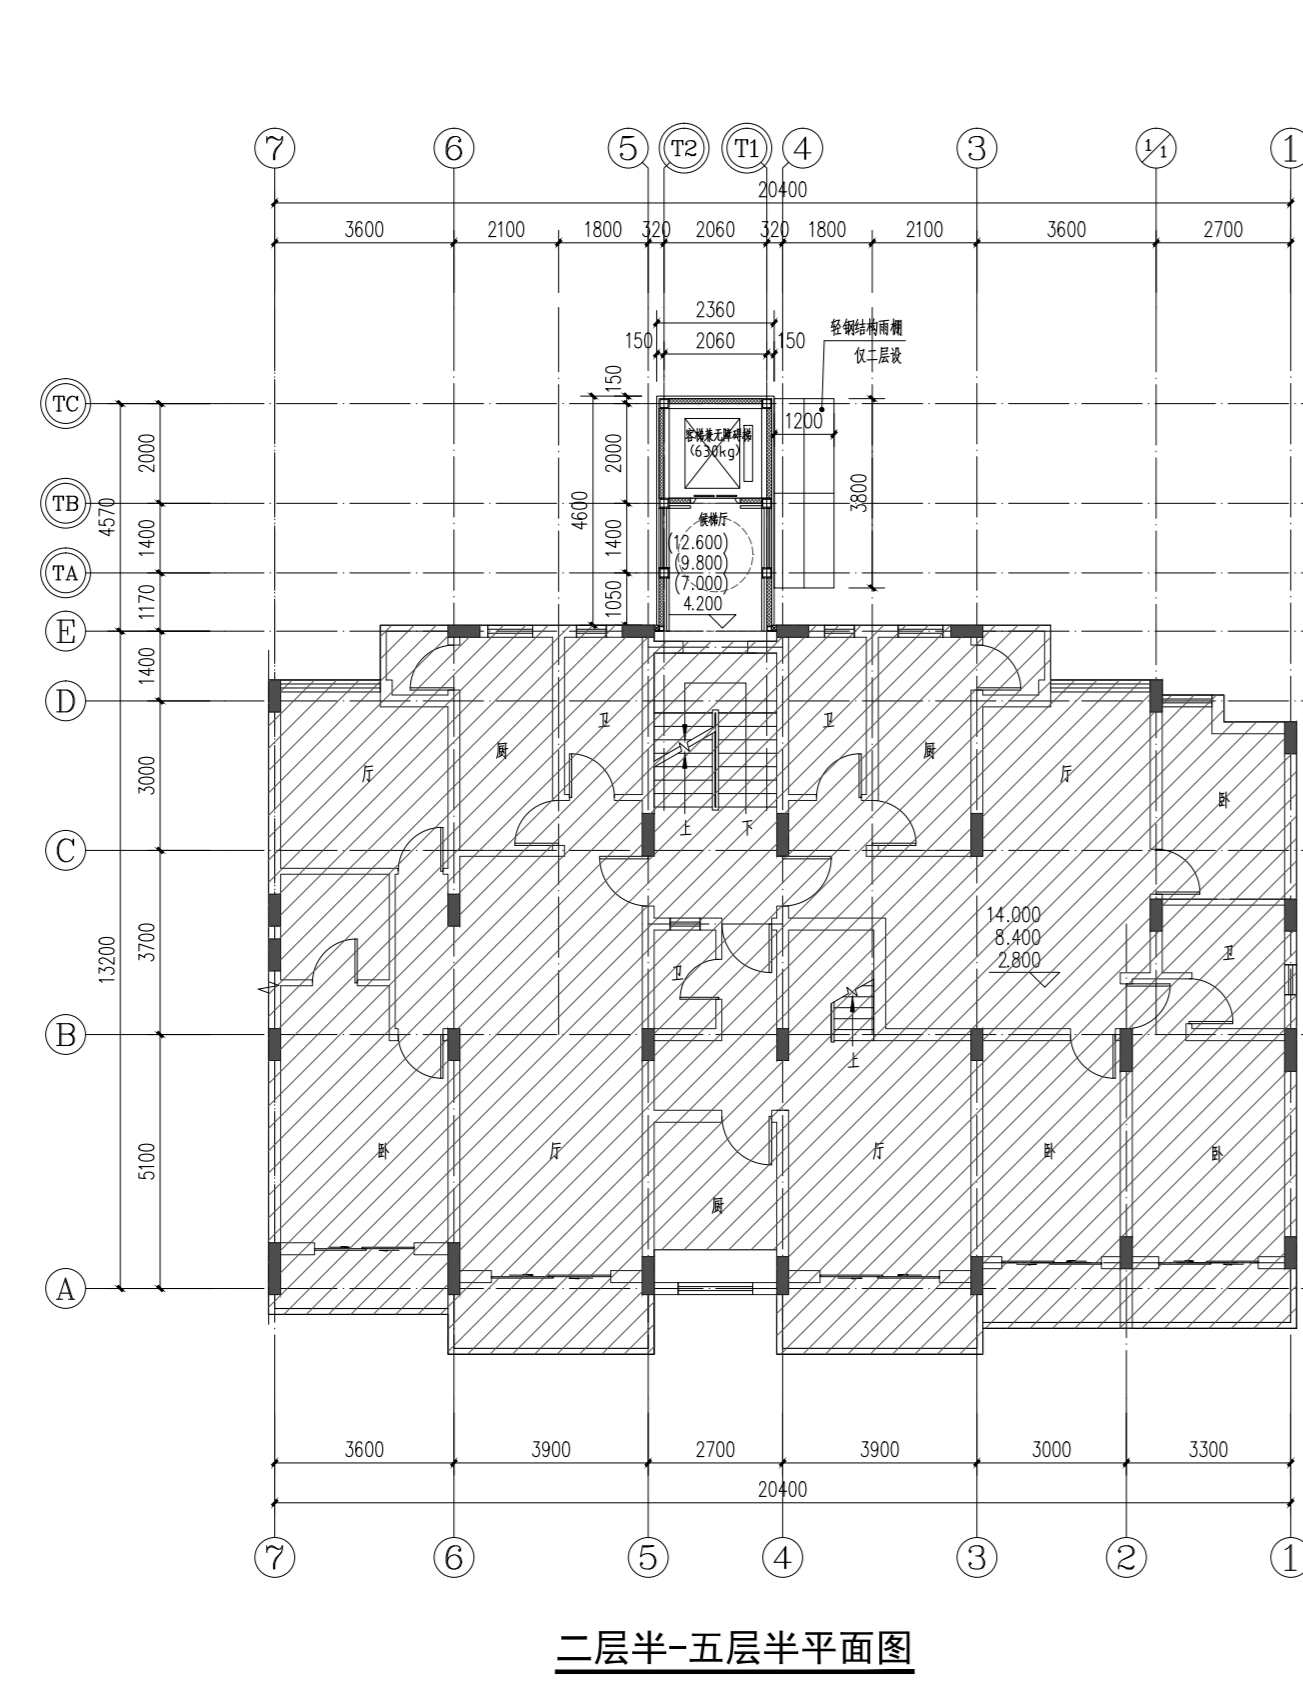 7 6 5 T2 T1 4 3 1/1 1
20400
3600 2100 1800 320 2060 320 1800 2100 3600 2700
2360
150 2060 150
轻钢结构雨棚
仅二层设
TC
150
1200
2000 2000
客梯兼无障碍梯
(630kg)
TB
4570 4600 3800
候梯厅
1400 1400
(12.600)
(9.800)
(7.000)
4.200
TA
1170 1050
E
1400
D
卫 卫
厨 厨
厅 厅
3000
卧
上 下
C
14.000
8.400
2.800
3700
13200
卫 卫
B
上
5100
卧 厅 厅 卧 卧
厨
A
3600 3900 2700 3900 3000 3300
20400
7 6 5 4 3 2 1
二层半-五层半平面图